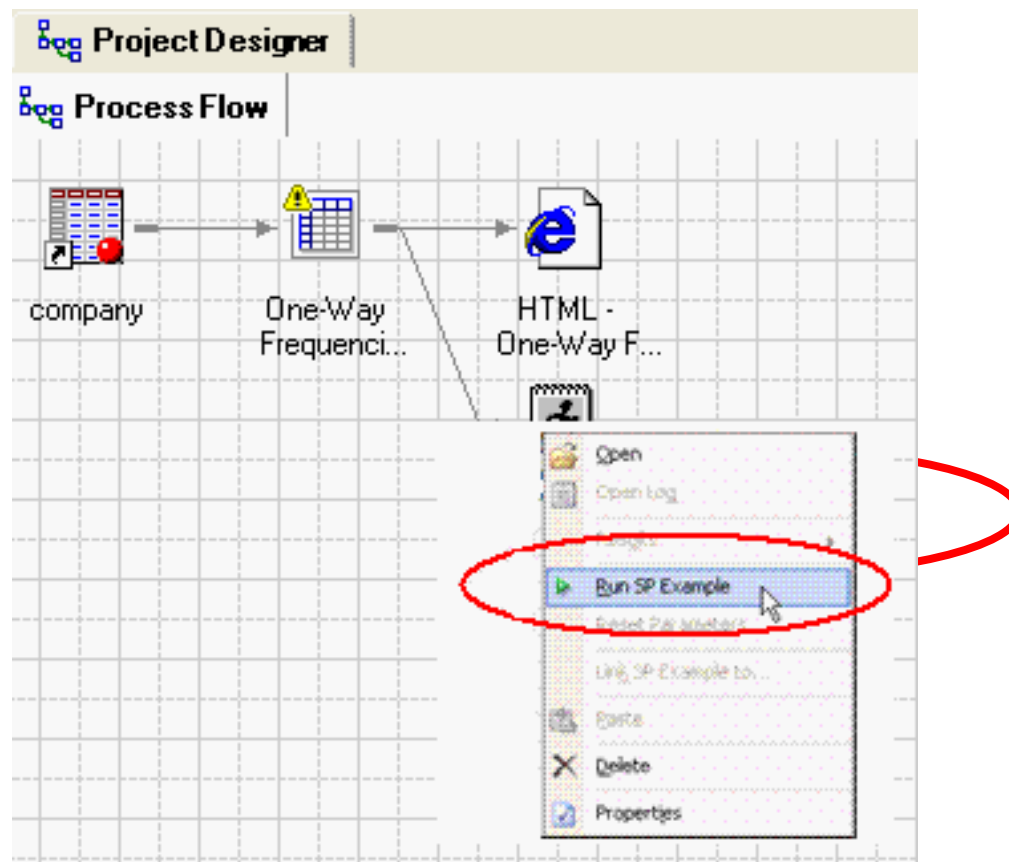 Project Designer
Process Flow
company
One-Way
Frequenci...
HTML -
One-Way F...
Open
Open Log
Run SP Example
Reset Parameters
Link SP Example to...
Paste
Delete
Properties